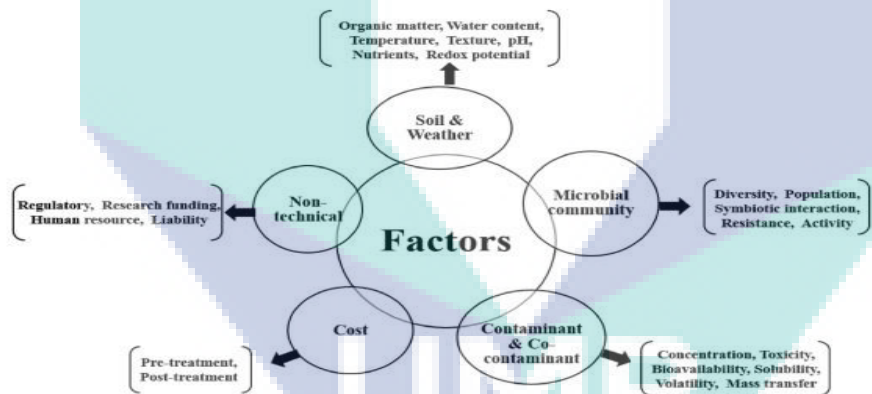 Organic matter, Water content,
Temperature, Texture, pH,
Nutrients, Redox potential
Soil &
Weather
Non-
technical
Regulatory, Research funding,
Human resource, Liability
Microbial
community
Diversity, Population,
Symbiotic interaction,
Resistance, Activity
Factors
Cost
Pre-treatment,
Post-treatment
Contaminant
& Co-
contaminant
Concentration, Toxicity,
Bioavailability, Solubility,
Volatility, Mass transfer